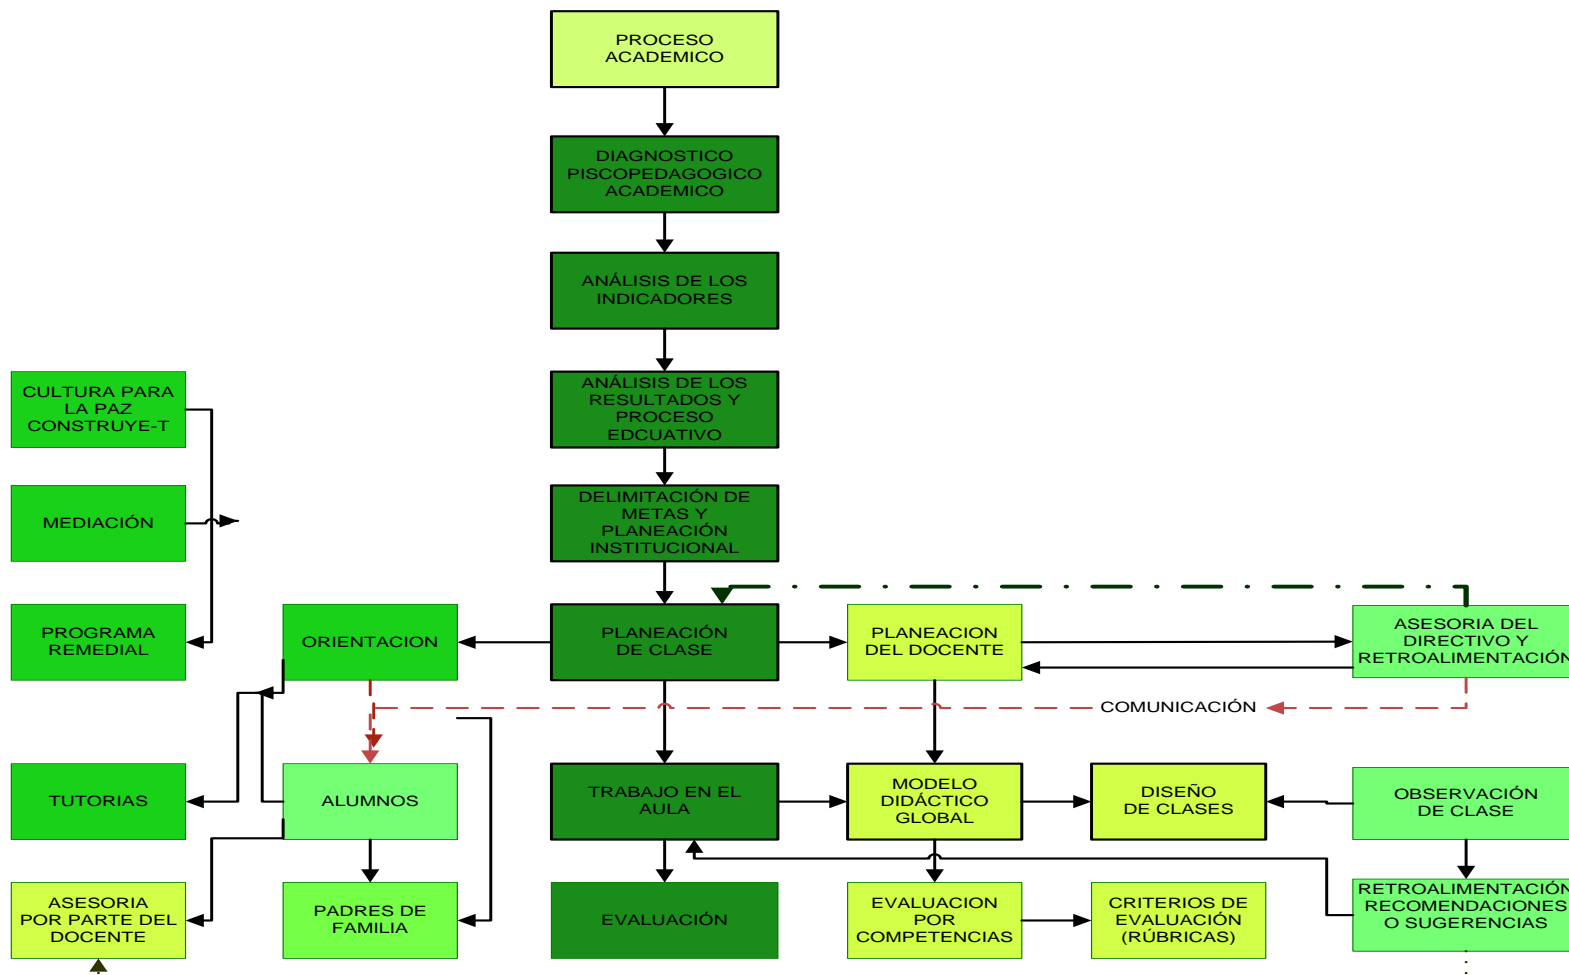 PROCESO
ACADEMICO
DIAGNOSTICO
PISCOPEDAGOGICO
ACADEMICO
ANÁLISIS DE LOS
INDICADORES
CULTURA PARA
LA PAZ
CONSTRUYE-T
ANÁLISIS DE LOS
RESULTADOS Y
PROCESO
EDCUATIVO
MEDIACIÓN
DELIMITACIÓN DE
METAS Y
PLANEACIÓN
INSTITUCIONAL
PROGRAMA
REMEDIAL
ORIENTACION
PLANEACIÓN
DE CLASE
PLANEACION
DEL DOCENTE
ASESORIA DEL
DIRECTIVO Y
RETROALIMENTACIÓN
COMUNICACIÓN
TUTORIAS
ALUMNOS
TRABAJO EN EL
AULA
MODELO
DIDÁCTICO
GLOBAL
DISEÑO
DE CLASES
OBSERVACIÓN
DE CLASE
ASESORIA
POR PARTE DEL
DOCENTE
PADRES DE
FAMILIA
EVALUACIÓN
EVALUACION
POR
COMPETENCIAS
CRITERIOS DE
EVALUACIÓN
(RÚBRICAS)
RETROALIMENTACIÓN
RECOMENDACIONES
O SUGERENCIAS